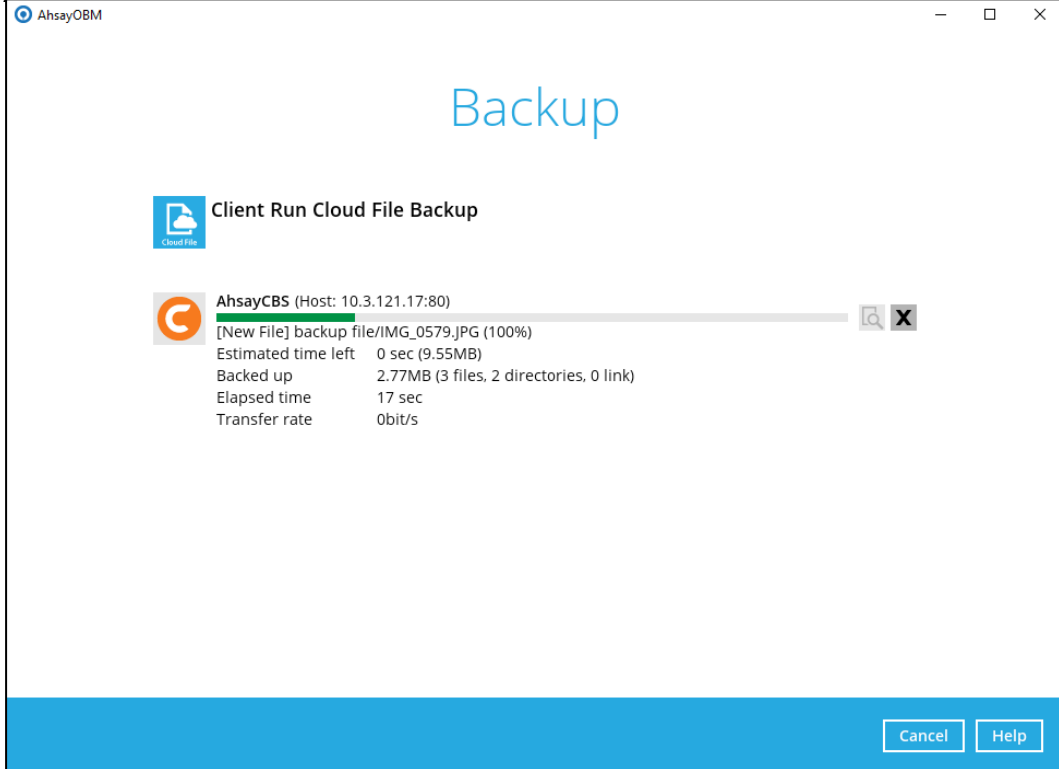 AhsayOBM
Backup
Client Run Cloud File Backup
Cloud File
AhsayCBS (Host: 10.3.121.17:80)
[New File] backup file/IMG_0579.JPG (100%)
Estimated time left 0 sec (9.55MB)
Backed up 2.77MB (3 files, 2 directories, 0 link)
Elapsed time 17 sec
Transfer rate 0bit/s
Cancel Help